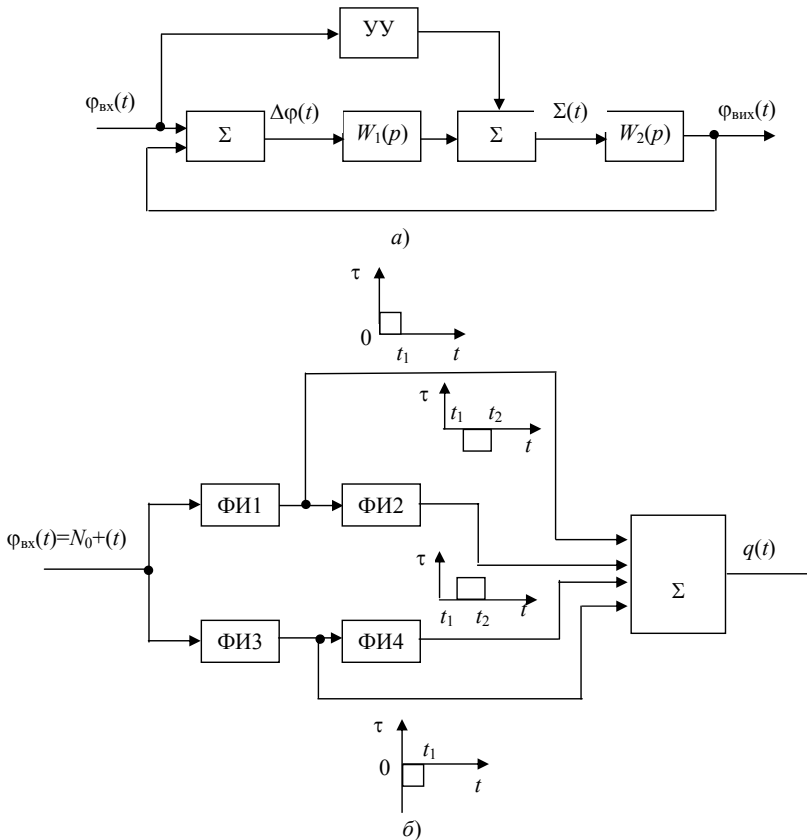 УУ
φвх(t)
Δφ(t)
Σ(t)
φвих(t)
Σ
W1(p)
Σ
W2(p)
а)
τ
0
t1
t
τ
t1
t2
t
ФИ1
ФИ2
φвх(t)=N0+(t)
q(t)
τ
Σ
t1
t2
t
ФИ3
ФИ4
τ
t1
0
t
б)